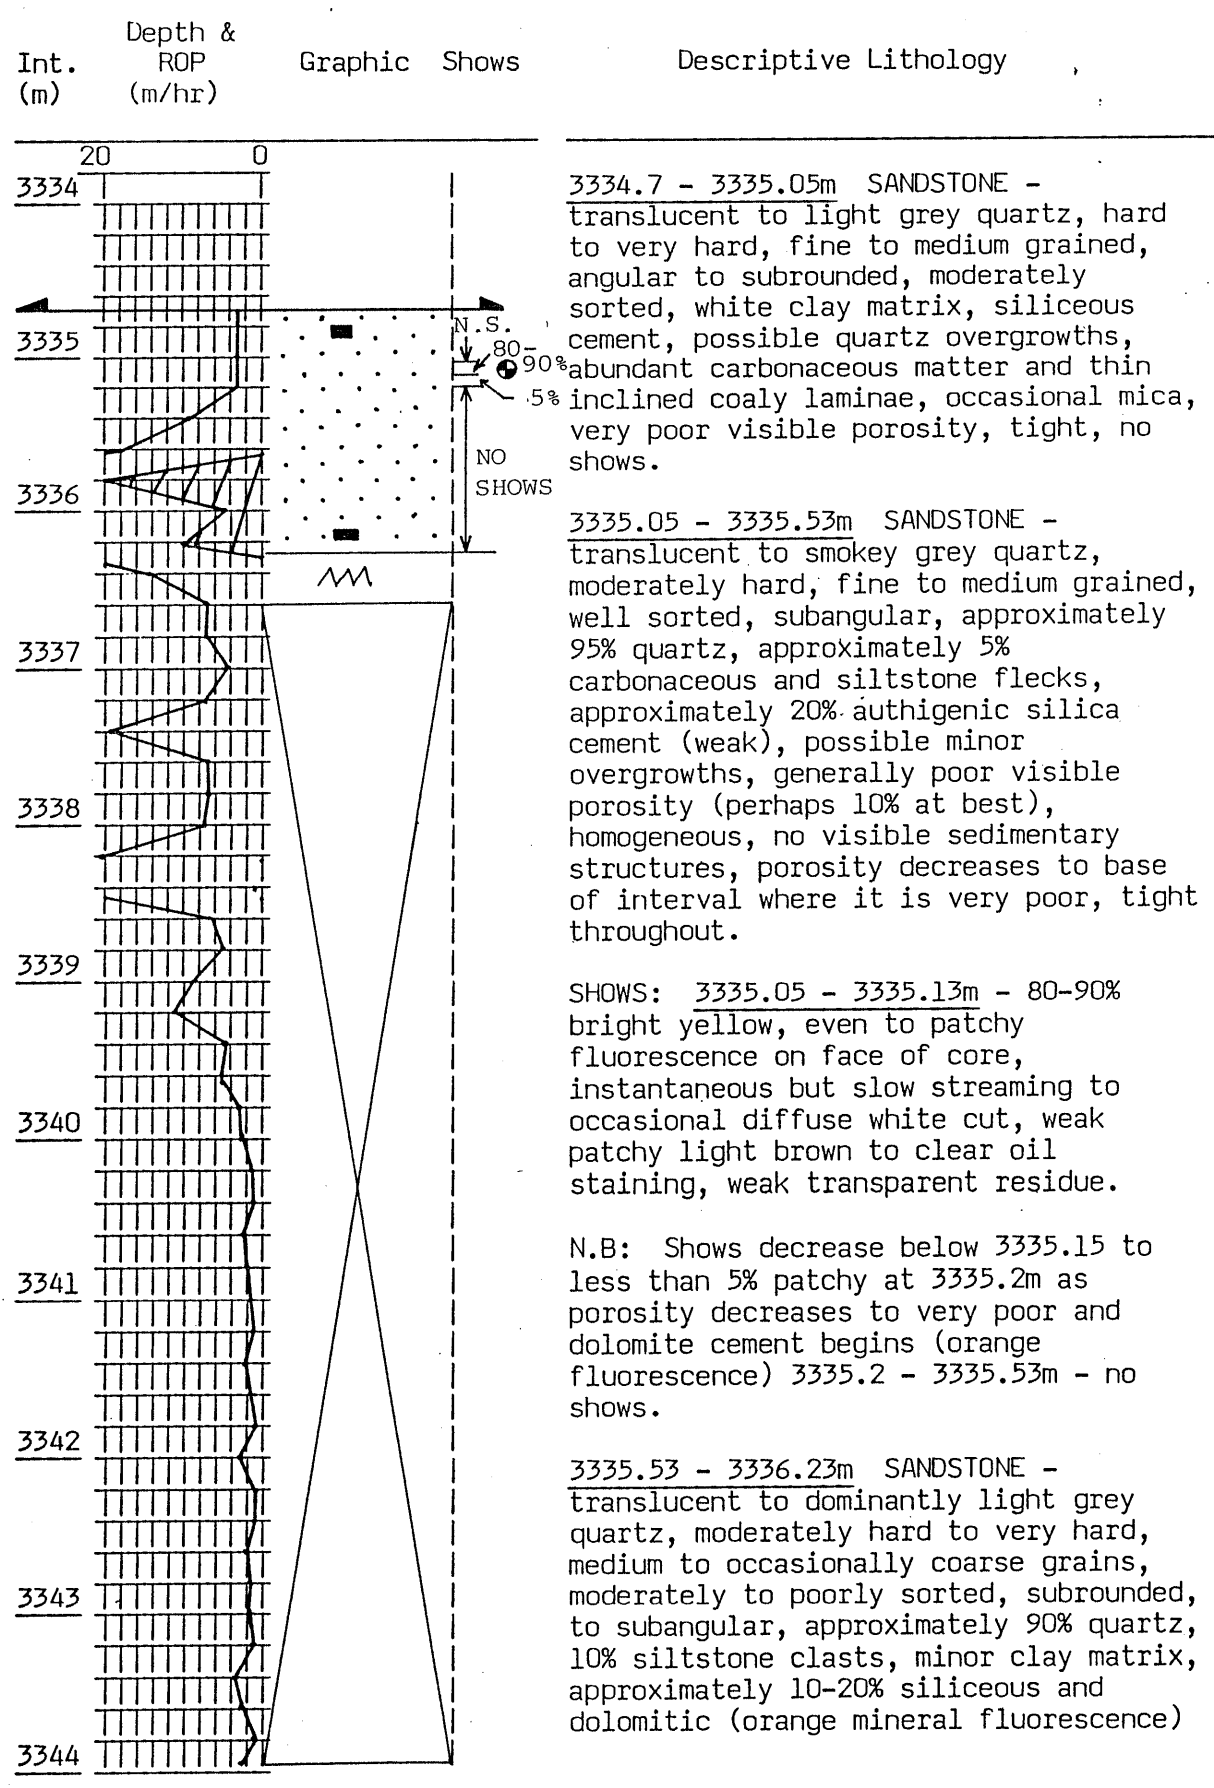 Depth &
Int. ROP Graphic Shows Descriptive Lithology
(m) (m/hr)
20 0
3334
3335
3336
3337
3338
3339
3340
3341
3342
3343
3344
N.S.
80-
90%
5%
NO
SHOWS
3334.7 - 3335.05m SANDSTONE -
translucent to light grey quartz, hard
to very hard, fine to medium grained,
angular to subrounded, moderately
sorted, white clay matrix, siliceous
cement, possible quartz overgrowths,
abundant carbonaceous matter and thin
inclined coaly laminae, occasional mica,
very poor visible porosity, tight, no
shows.
3335.05 - 3335.53m SANDSTONE -
translucent to smokey grey quartz,
moderately hard, fine to medium grained,
well sorted, subangular, approximately
95% quartz, approximately 5%
carbonaceous and siltstone flecks,
approximately 20% authigenic silica
cement (weak), possible minor
overgrowths, generally poor visible
porosity (perhaps 10% at best),
homogeneous, no visible sedimentary
structures, porosity decreases to base
of interval where it is very poor, tight
throughout.
SHOWS: 3335.05 - 3335.13m - 80-90%
bright yellow, even to patchy
fluorescence on face of core,
instantaneous but slow streaming to
occasional diffuse white cut, weak
patchy light brown to clear oil
staining, weak transparent residue.
N.B: Shows decrease below 3335.15 to
less than 5% patchy at 3335.2m as
porosity decreases to very poor and
dolomite cement begins (orange
fluorescence) 3335.2 - 3335.53m - no
shows.
3335.53 - 3336.23m SANDSTONE -
translucent to dominantly light grey
quartz, moderately hard to very hard,
medium to occasionally coarse grains,
moderately to poorly sorted, subrounded,
to subangular, approximately 90% quartz,
10% siltstone clasts, minor clay matrix,
approximately 10-20% siliceous and
dolomitic (orange mineral fluorescence)